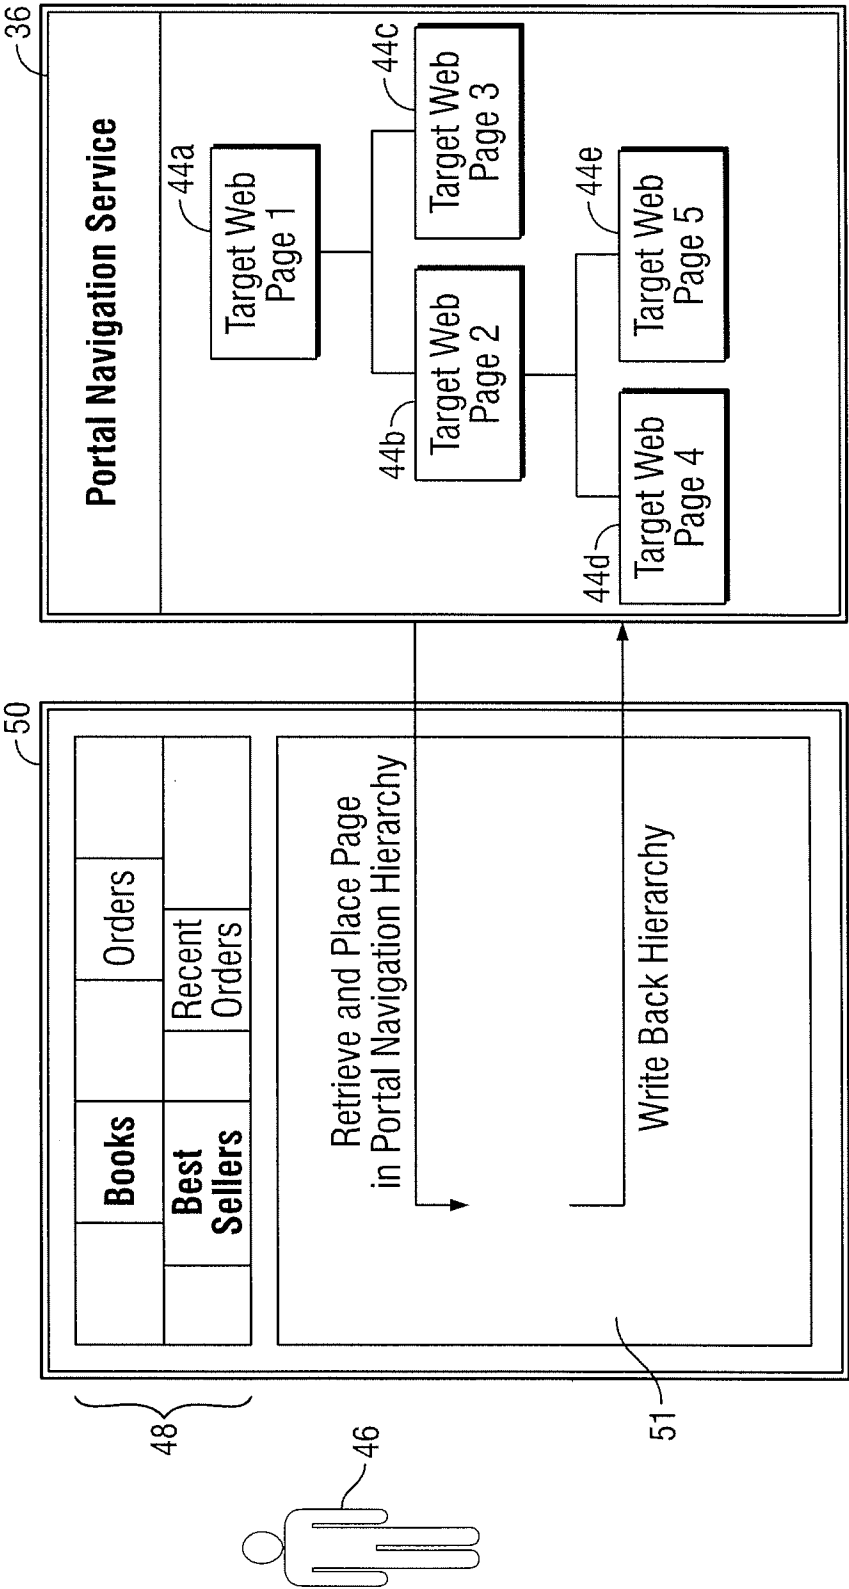 46
48
50
Books
Orders
Best
Sellers
Recent
Orders
Retrieve and Place Page
in Portal Navigation Hierarchy
Write Back Hierarchy
51
36
Portal Navigation Service
44a
Target Web
Page 1
44b
Target Web
Page 2
44c
Target Web
Page 3
44d
Target Web
Page 4
44e
Target Web
Page 5